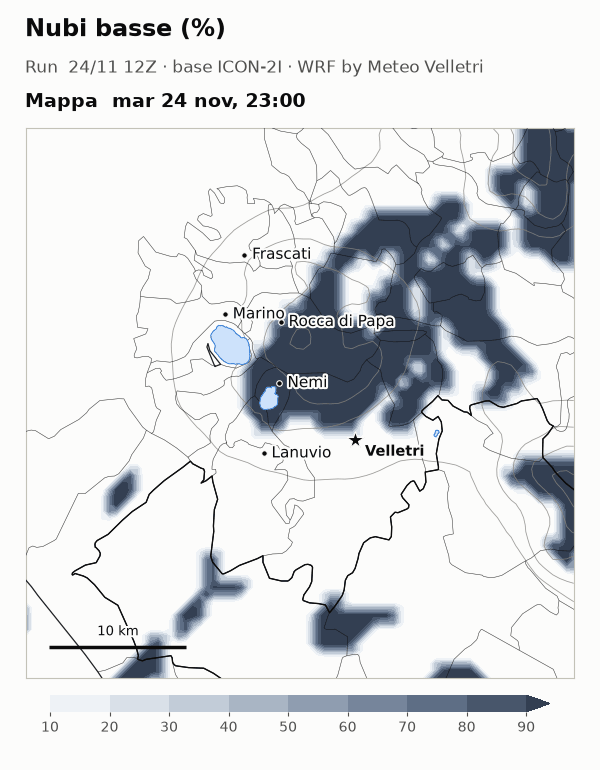 Nubi basse (%)
Run  24/11 12Z · base ICON-2I · WRF by Meteo Velletri
Mappa  mar 24 nov, 23:00
Frascati
Marino
Rocca di Papa
Nemi
Velletri
Lanuvio
10 km
10 20 30 40 50 60 70 80 90